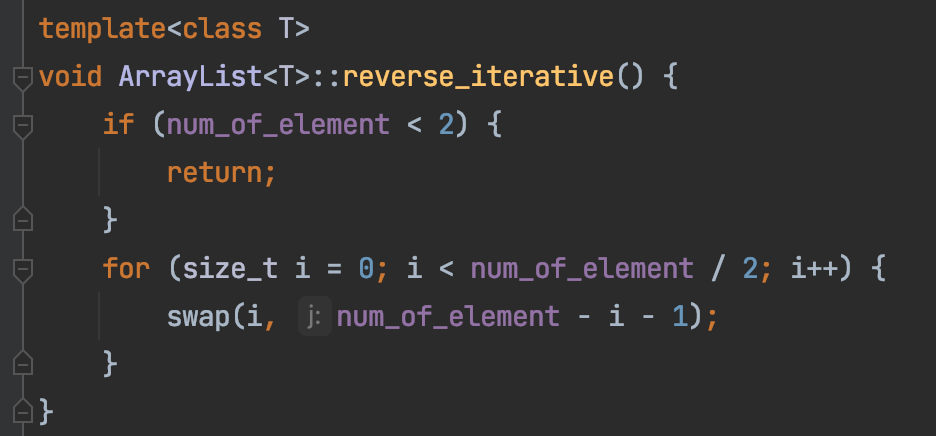 template<class T>
void ArrayList<T>::reverse_iterative() {
    if (num_of_element < 2) {
        return;
    }
    for (size_t i = 0; i < num_of_element / 2; i++) {
        swap(i, j: num_of_element - i - 1);
    }
}